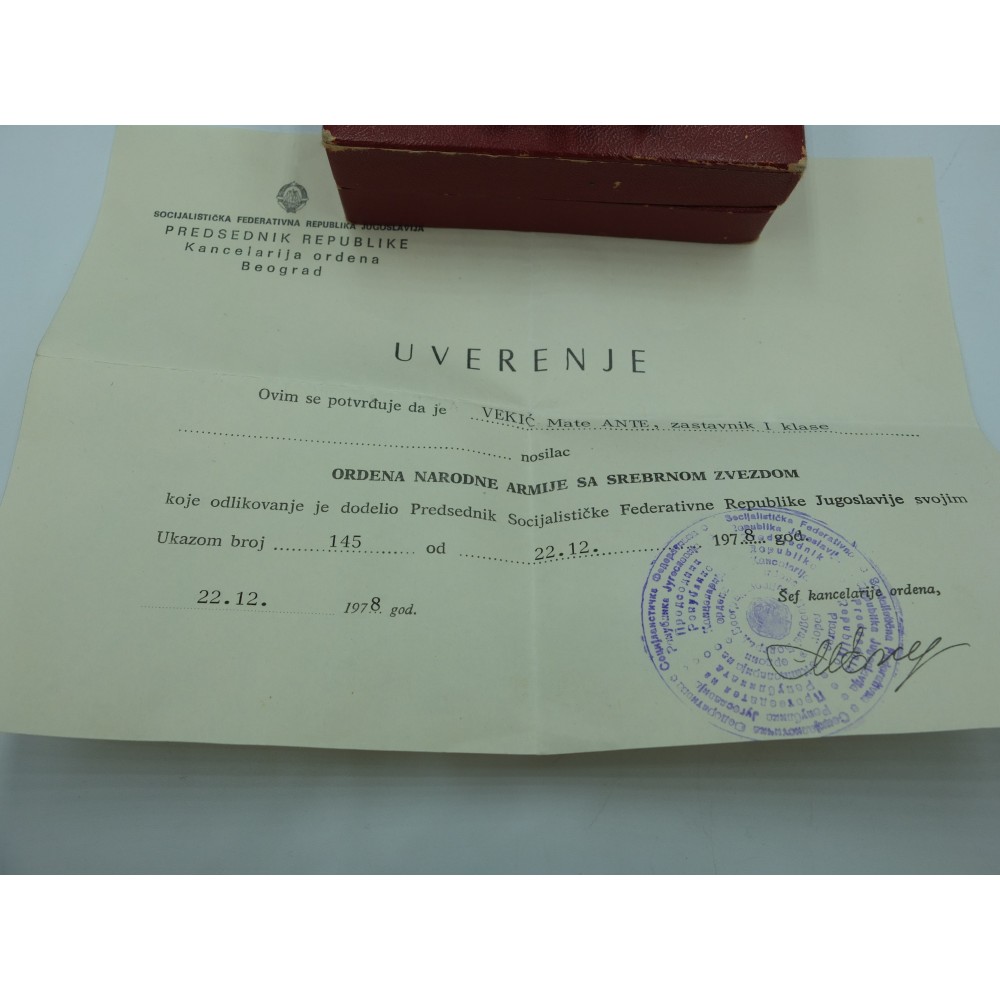 SOCIJALISTIČKA FEDERATIVNA REPUBLIKA JUGOSLAVIJA
PREDSEDNIK REPUBLIKE
Kancelarija ordena
Beograd
UVERENJE
Ovim se potvrđuje da je VEKIĆ Mate ANTE, zastavnik I klase
nosilac
ORDENA NARODNE ARMIJE SA SREBRNOM ZVEZDOM
koje odlikovanje je dodelio Predsednik Socijalističke Federativne Republike Jugoslavije svojim
Ukazom broj 145 od 22.12. 1978. god.
22.12. 1978 god.
Šef kancelarije ordena,